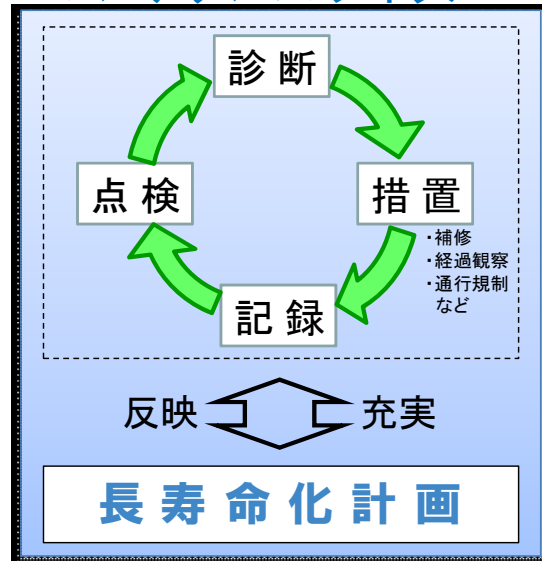 診断
点検
措置
・補修
・経過観察
・通行規制
など
記録
反映
充実
長寿命化計画